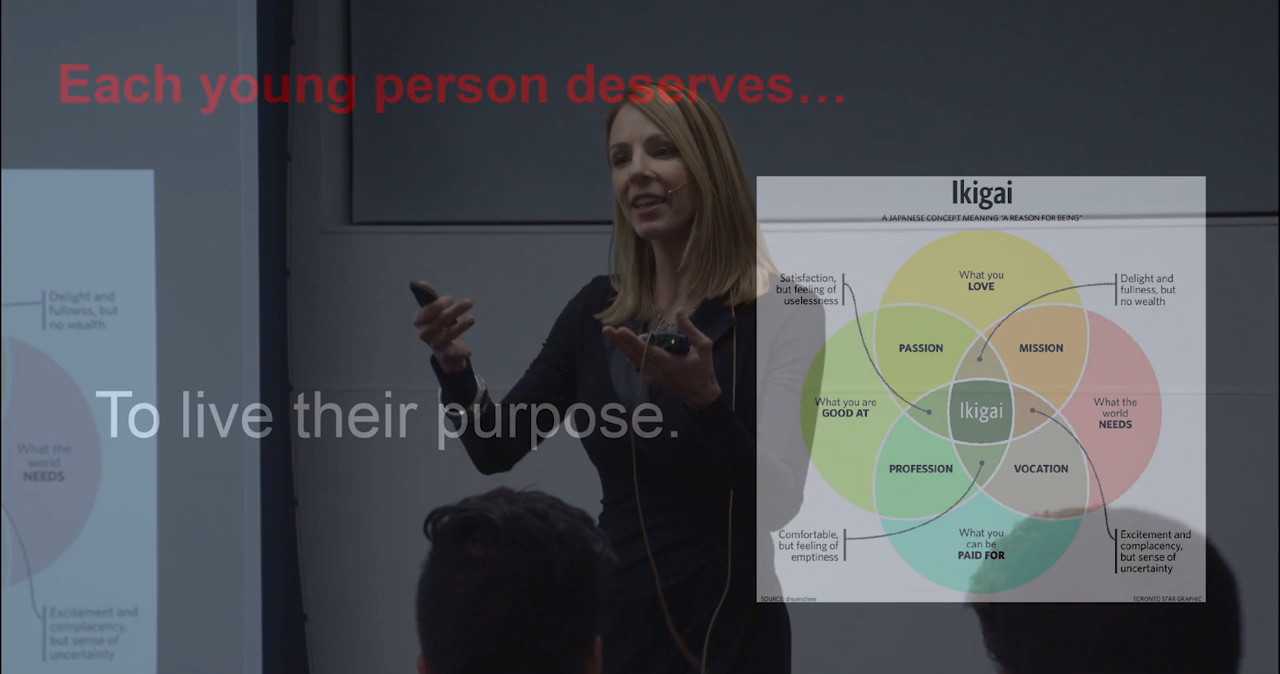 Each young person deserves…
To live their purpose.
Delight and
fullness, but
no wealth
What the
world
NEEDS
Excitement and
complacency,
but sense of
uncertainty
Ikigai
A JAPANESE CONCEPT MEANING "A REASON FOR BEING"
Satisfaction,
but feeling of
uselessness
What you
LOVE
Delight and
fullness, but
no wealth
PASSION
MISSION
What you are
GOOD AT
Ikigai
What the
world
NEEDS
PROFESSION
VOCATION
Comfortable,
but feeling of
emptiness
What you
can be
PAID FOR
Excitement and
complacency,
but sense of
uncertainty
SOURCE: dreamstime
TORONTO STAR GRAPHIC